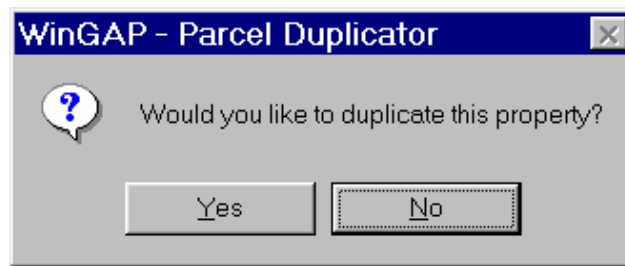 WinGAP - Parcel Duplicator
?
Would you like to duplicate this property?
Yes No